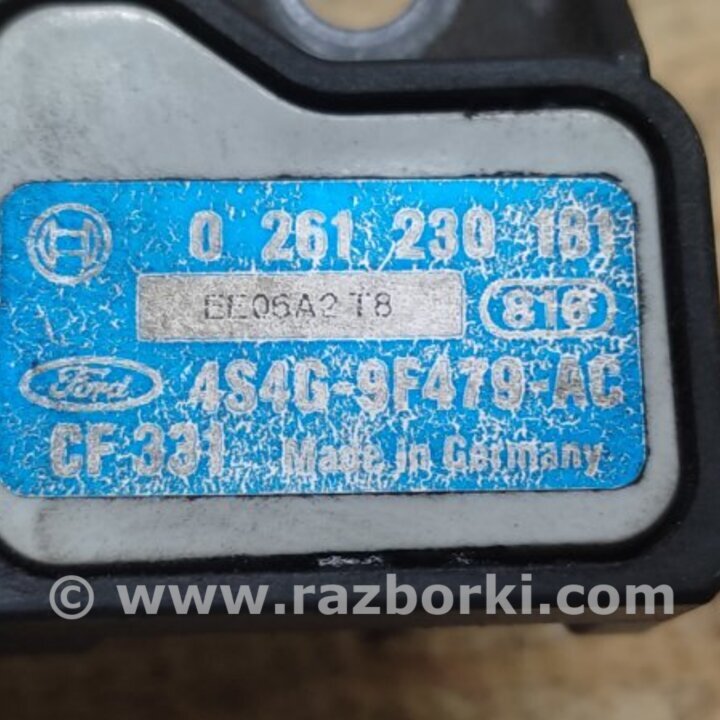 0 261 230 181
EE06A2T8
816
Ford
4S4G-9F479-AC
CF 331 Made in Germany
© www.razborki.com